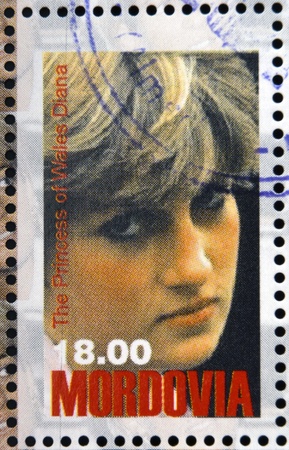 The Princess of Wales Diana
18.00
MORDOVIA